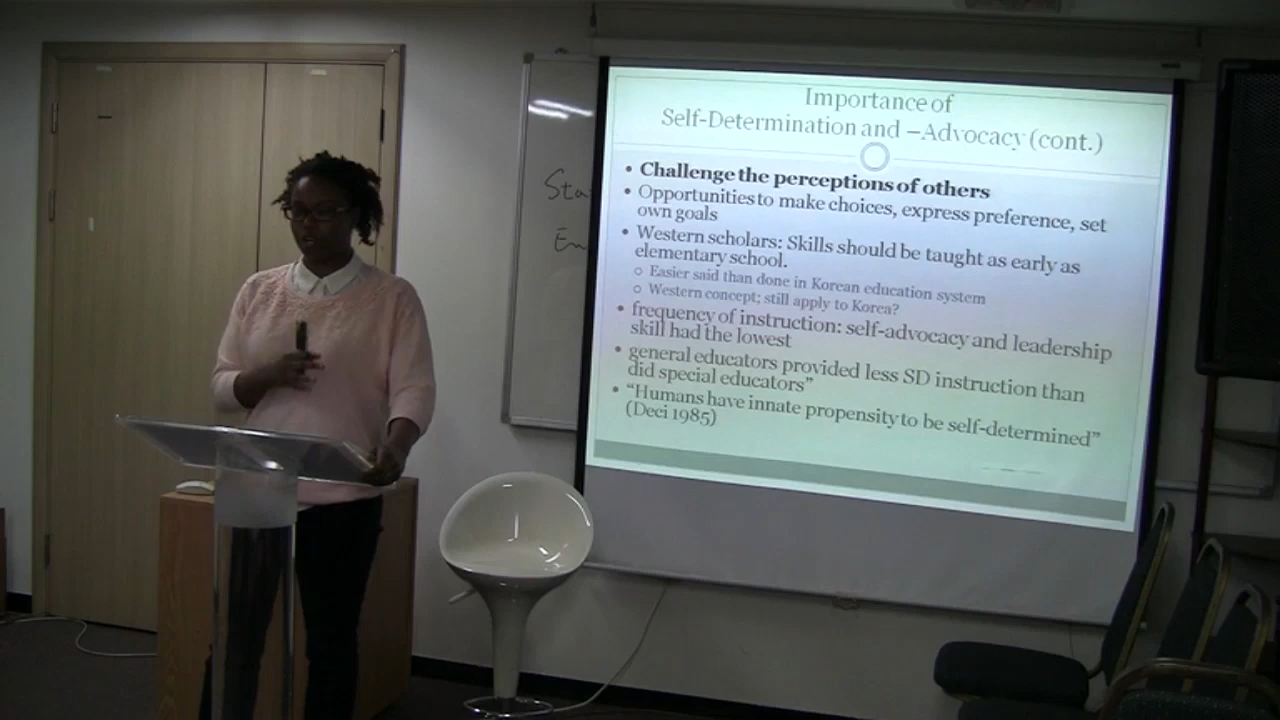 Importance of
Self-Determination and –Advocacy (cont.)
• Challenge the perceptions of others
• Opportunities to make choices, express preference, set
own goals
• Western scholars: Skills should be taught as early as
elementary school.
○ Easier said than done in Korean education system
○ Western concept; still apply to Korea?
• frequency of instruction: self-advocacy and leadership
skill had the lowest
• general educators provided less SD instruction than
did special educators”
• “Humans have innate propensity to be self-determined”
(Deci 1985)